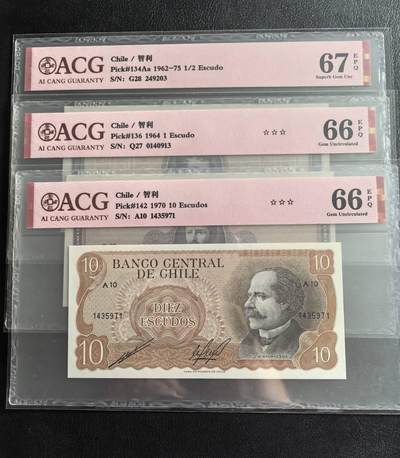 ACG
AI CANG GUARANTY
Chile / 智利
Pick#134Aa 1962-75 1/2 Escudo
S/N: G28 249203
67 EPQ
Superb Gem Unc
ACG
AI CANG GUARANTY
Chile / 智利
Pick#136 1964 1 Escudo
S/N: Q27 0140913
☆☆☆
66 EPQ
Gem Uncirculated
ACG
AI CANG GUARANTY
Chile / 智利
Pick#142 1970 10 Escudos
S/N: A10 1435971
☆☆☆
66 EPQ
Gem Uncirculated
10
BANCO CENTRAL
DE CHILE
10
A 10
A 10
1435971
DIEZ
ESCUDOS
1435971
10
10